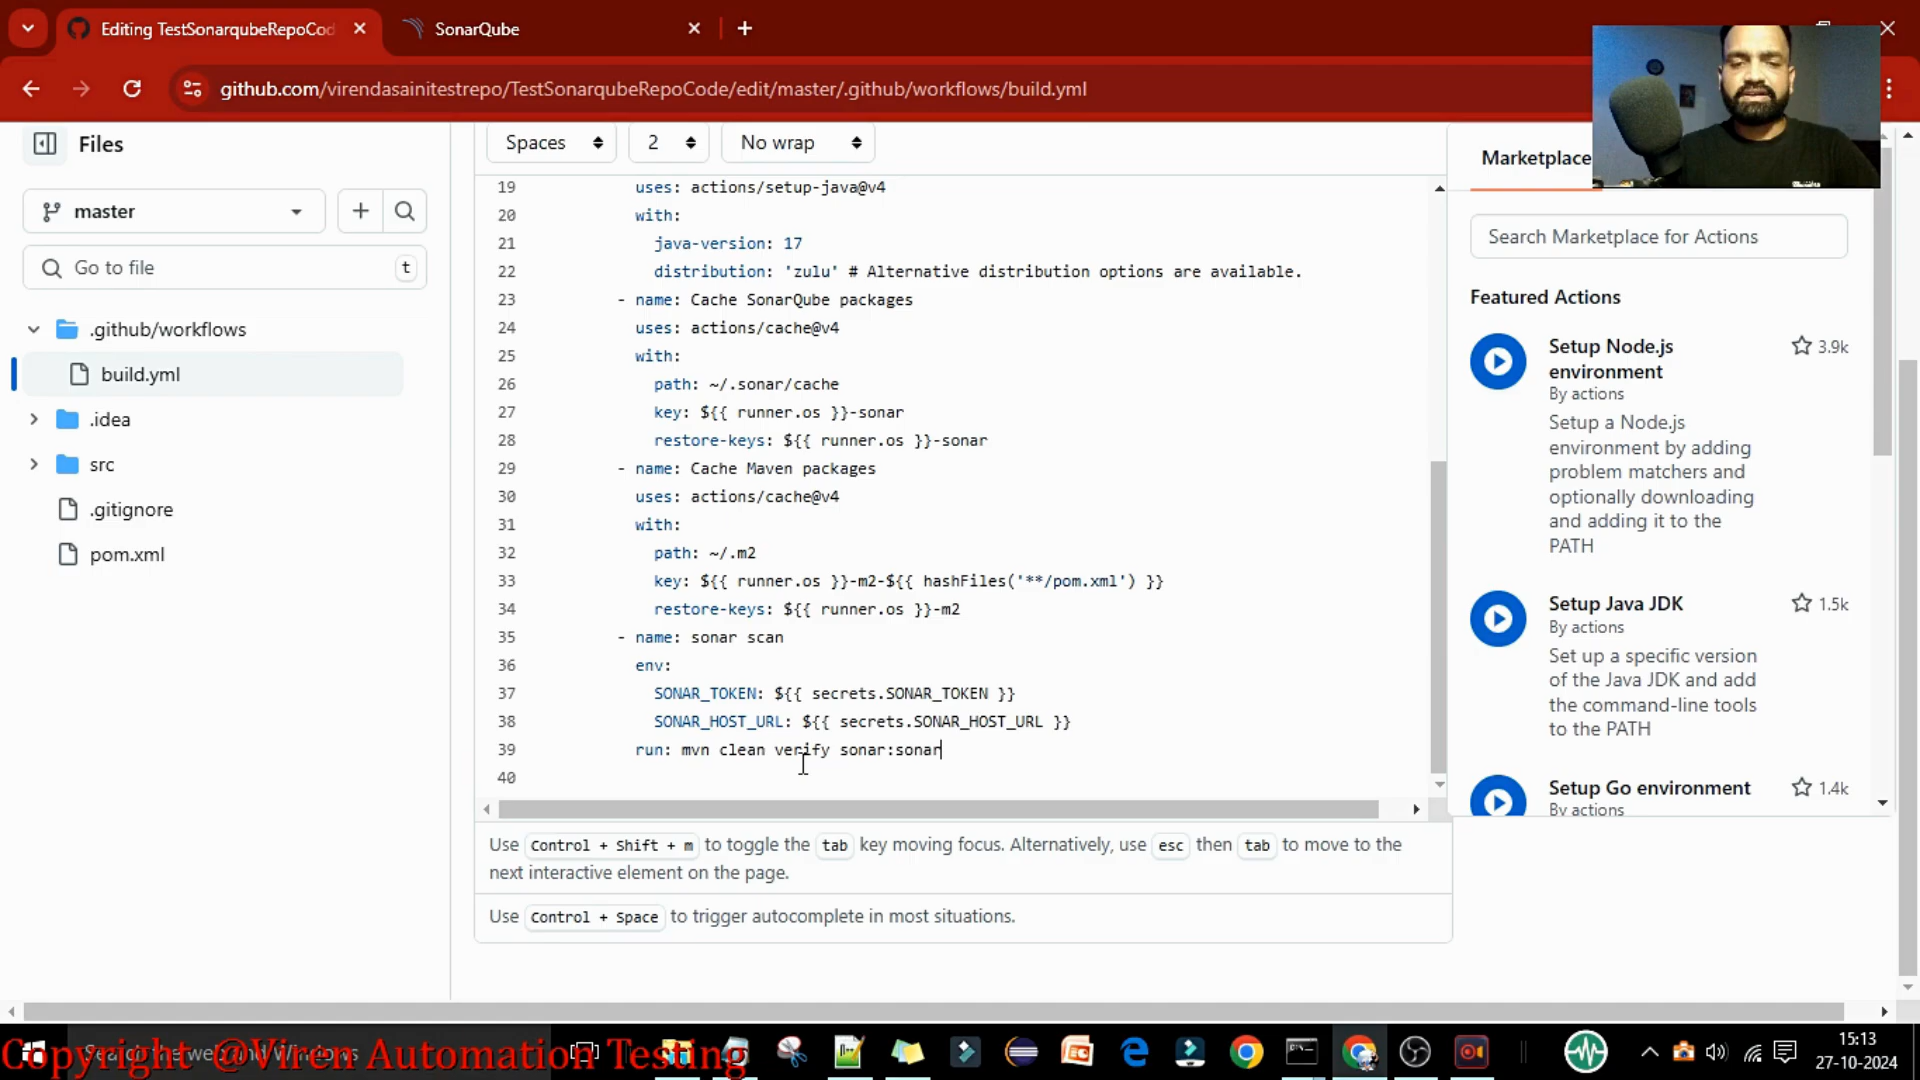 Editing TestSonarqubeRepoCod
SonarQube
github.com/virendasainitestrepo/TestSonarqubeRepoCode/edit/master/.github/workflows/build.yml
Files
master
Go to file
t
.github/workflows
build.yml
.idea
src
.gitignore
pom.xml
Spaces
2
No wrap
19 uses: actions/setup-java@v4
20 with:
21 java-version: 17
22 distribution: 'zulu' # Alternative distribution options are available.
23 - name: Cache SonarQube packages
24 uses: actions/cache@v4
25 with:
26 path: ~/.sonar/cache
27 key: ${{ runner.os }}-sonar
28 restore-keys: ${{ runner.os }}-sonar
29 - name: Cache Maven packages
30 uses: actions/cache@v4
31 with:
32 path: ~/.m2
33 key: ${{ runner.os }}-m2-${{ hashFiles('**/pom.xml') }}
34 restore-keys: ${{ runner.os }}-m2
35 - name: sonar scan
36 env:
37 SONAR_TOKEN: ${{ secrets.SONAR_TOKEN }}
38 SONAR_HOST_URL: ${{ secrets.SONAR_HOST_URL }}
39 run: mvn clean verify sonar:sonar
40
Use Control + Shift + m to toggle the tab key moving focus. Alternatively, use esc then tab to move to the
next interactive element on the page.
Use Control + Space to trigger autocomplete in most situations.
Marketplace
Search Marketplace for Actions
Featured Actions
Setup Node.js
environment
3.9k
By actions
Setup a Node.js
environment by adding
problem matchers and
optionally downloading
and adding it to the
PATH
Setup Java JDK
1.5k
By actions
Set up a specific version
of the Java JDK and add
the command-line tools
to the PATH
Setup Go environment
1.4k
By actions
Search the web and Windows
Copyright @Viren Automation Testing
15:13
27-10-2024